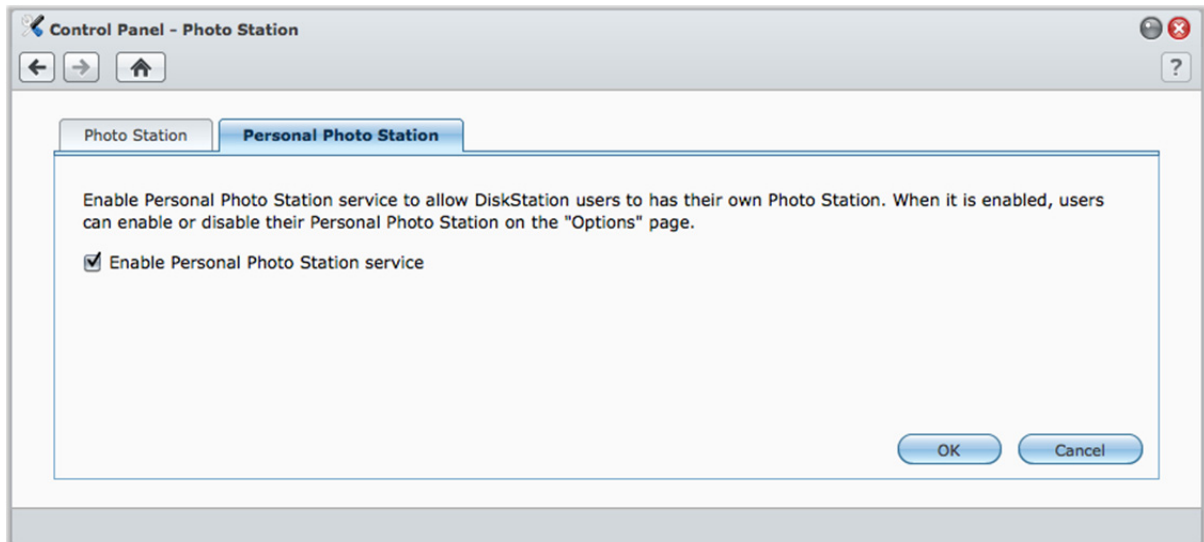 Control Panel - Photo Station
?
Photo Station
Personal Photo Station
Enable Personal Photo Station service to allow DiskStation users to has their own Photo Station. When it is enabled, users
can enable or disable their Personal Photo Station on the "Options" page.
Enable Personal Photo Station service
OK
Cancel